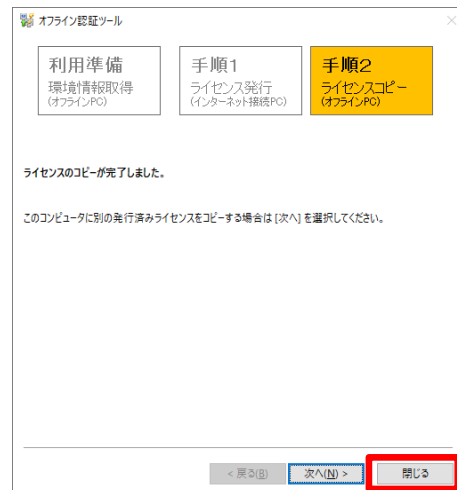 オフライン認証ツール
利用準備
環境情報取得
(オフラインPC)
手順1
ライセンス発行
(インターネット接続PC)
手順2
ライセンスコピー
(オフラインPC)
ライセンスのコピーが完了しました。
このコンピュータに別の発行済みライセンスをコピーする場合は [次へ] を選択してください。
< 戻る(B)
次へ(N) >
閉じる